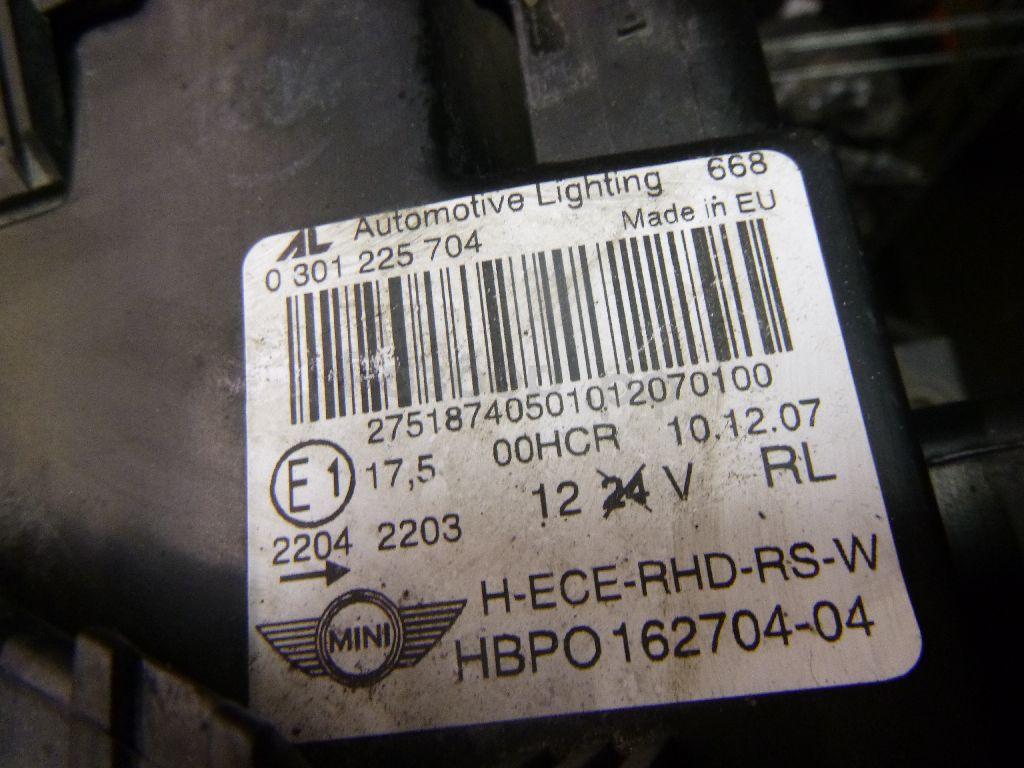 AL Automotive Lighting 668
0 301 225 704 Made in EU
27518740501012070100
E1 17,5 00HCR 10.12.07
12 24 V RL
2204 2203
H-ECE-RHD-RS-W
MINI HBPO 162704-04